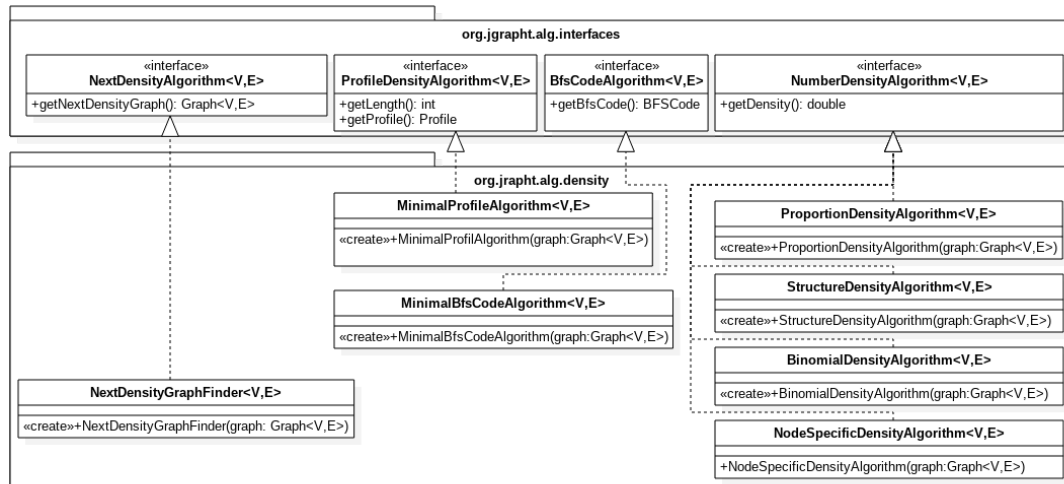 org.jgrapht.alg.interfaces
«interface»
NextDensityAlgorithm<V,E>
+getNextDensityGraph(): Graph<V,E>
«interface»
ProfileDensityAlgorithm<V,E>
+getLength(): int
+getProfile(): Profile
«interface»
BfsCodeAlgorithm<V,E>
+getBfsCode(): BFSCode
«interface»
NumberDensityAlgorithm<V,E>
+getDensity(): double
org.jrapht.alg.density
MinimalProfileAlgorithm<V,E>
«create»+MinimalProfilAlgorithm(graph:Graph<V,E>)
ProportionDensityAlgorithm<V,E>
«create»+ProportionDensityAlgorithm(graph:Graph<V,E>)
MinimalBfsCodeAlgorithm<V,E>
«create»+MinimalBfsCodeAlgorithm(graph:Graph<V,E>)
StructureDensityAlgorithm<V,E>
«create»+StructureDensityAlgorithm(graph:Graph<V,E>)
BinomialDensityAlgorithm<V,E>
«create»+BinomialDensityAlgorithm(graph:Graph<V,E>)
NextDensityGraphFinder<V,E>
«create»+NextDensityGraphFinder(graph: Graph<V,E>)
NodeSpecificDensityAlgorithm<V,E>
+NodeSpecificDensityAlgorithm(graph:Graph<V,E>)